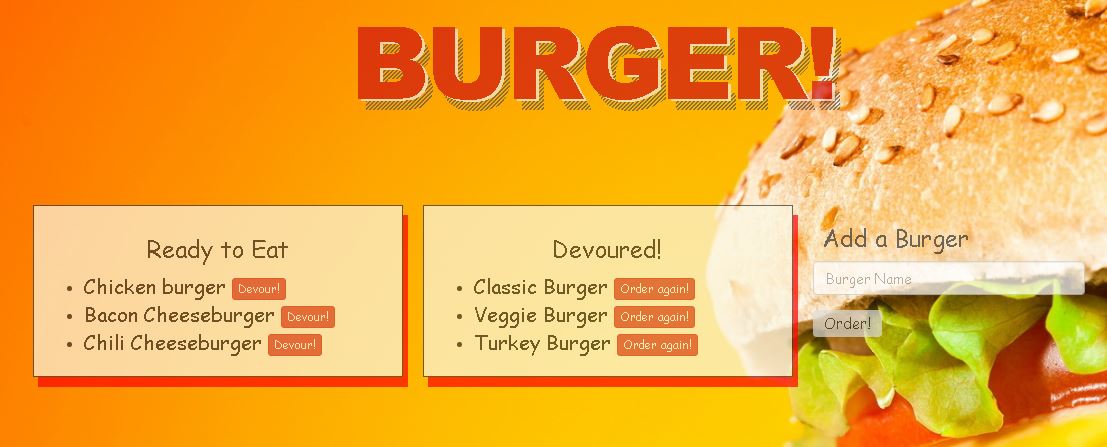 BURGER!
Ready to Eat
Chicken burger Devour!
Bacon Cheeseburger Devour!
Chili Cheeseburger Devour!
Devoured!
Classic Burger Order again!
Veggie Burger Order again!
Turkey Burger Order again!
Add a Burger
Burger Name
Order!